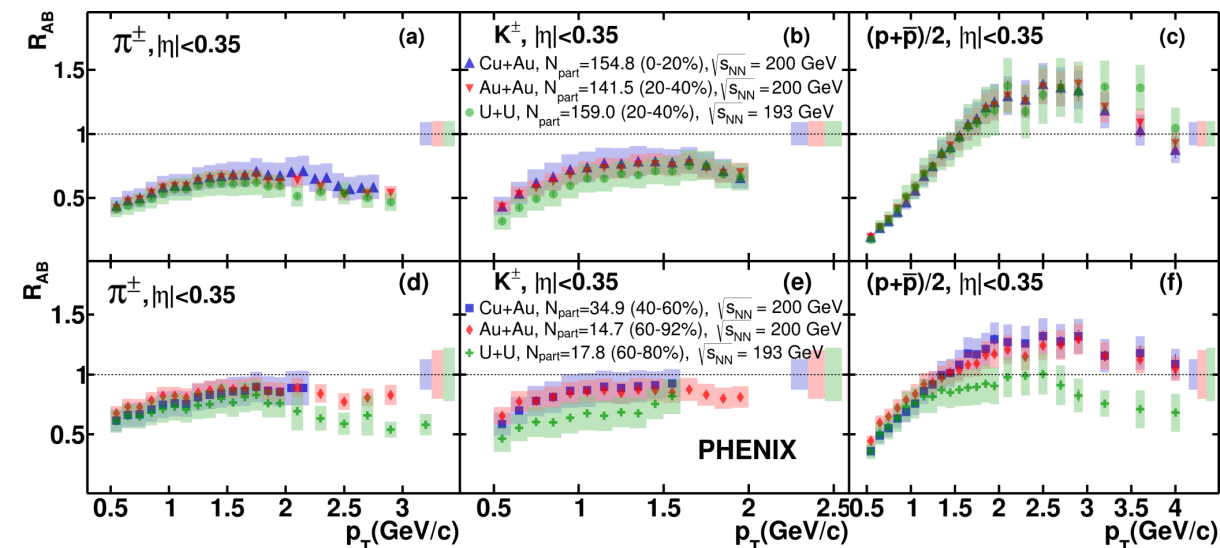 R_AB
π±, |η|<0.35 (a)
1.5
1
0.5
K±, |η|<0.35 (b)
Cu+Au, N_part=154.8 (0-20%), √s_NN = 200 GeV
Au+Au, N_part=141.5 (20-40%), √s_NN = 200 GeV
U+U, N_part=159.0 (20-40%), √s_NN = 193 GeV
(p+p̅)/2, |η|<0.35 (c)
R_AB
π±, |η|<0.35 (d)
1.5
1
0.5
K±, |η|<0.35 (e)
Cu+Au, N_part=34.9 (40-60%), √s_NN = 200 GeV
Au+Au, N_part=14.7 (60-92%), √s_NN = 200 GeV
U+U, N_part=17.8 (60-80%), √s_NN = 193 GeV
PHENIX
(p+p̅)/2, |η|<0.35 (f)
0.5 1 1.5 2 2.5 3
p_T(GeV/c)
0.5 1 1.5 2 2.5
p_T(GeV/c)
0.5 1 1.5 2 2.5 3 3.5 4
p_T(GeV/c)